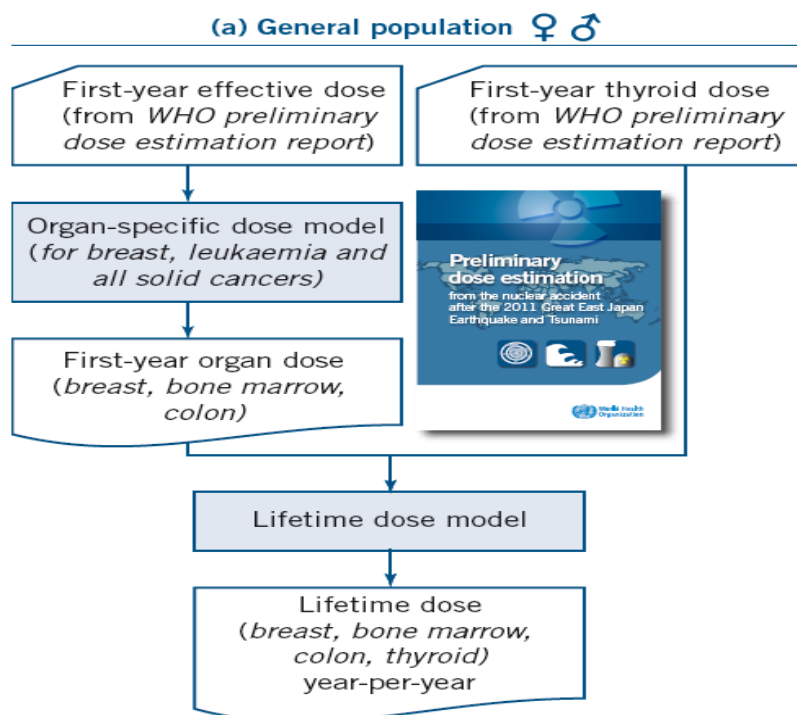 (a) General population ♀ ♂
First-year effective dose
(from WHO preliminary
dose estimation report)
First-year thyroid dose
(from WHO preliminary
dose estimation report)
Organ-specific dose model
(for breast, leukaemia and
all solid cancers)
Preliminary
dose estimation
from the nuclear accident
after the 2011 Great East Japan
Earthquake and Tsunami
World Health
Organization
First-year organ dose
(breast, bone marrow,
colon)
Lifetime dose model
Lifetime dose
(breast, bone marrow,
colon, thyroid)
year-per-year